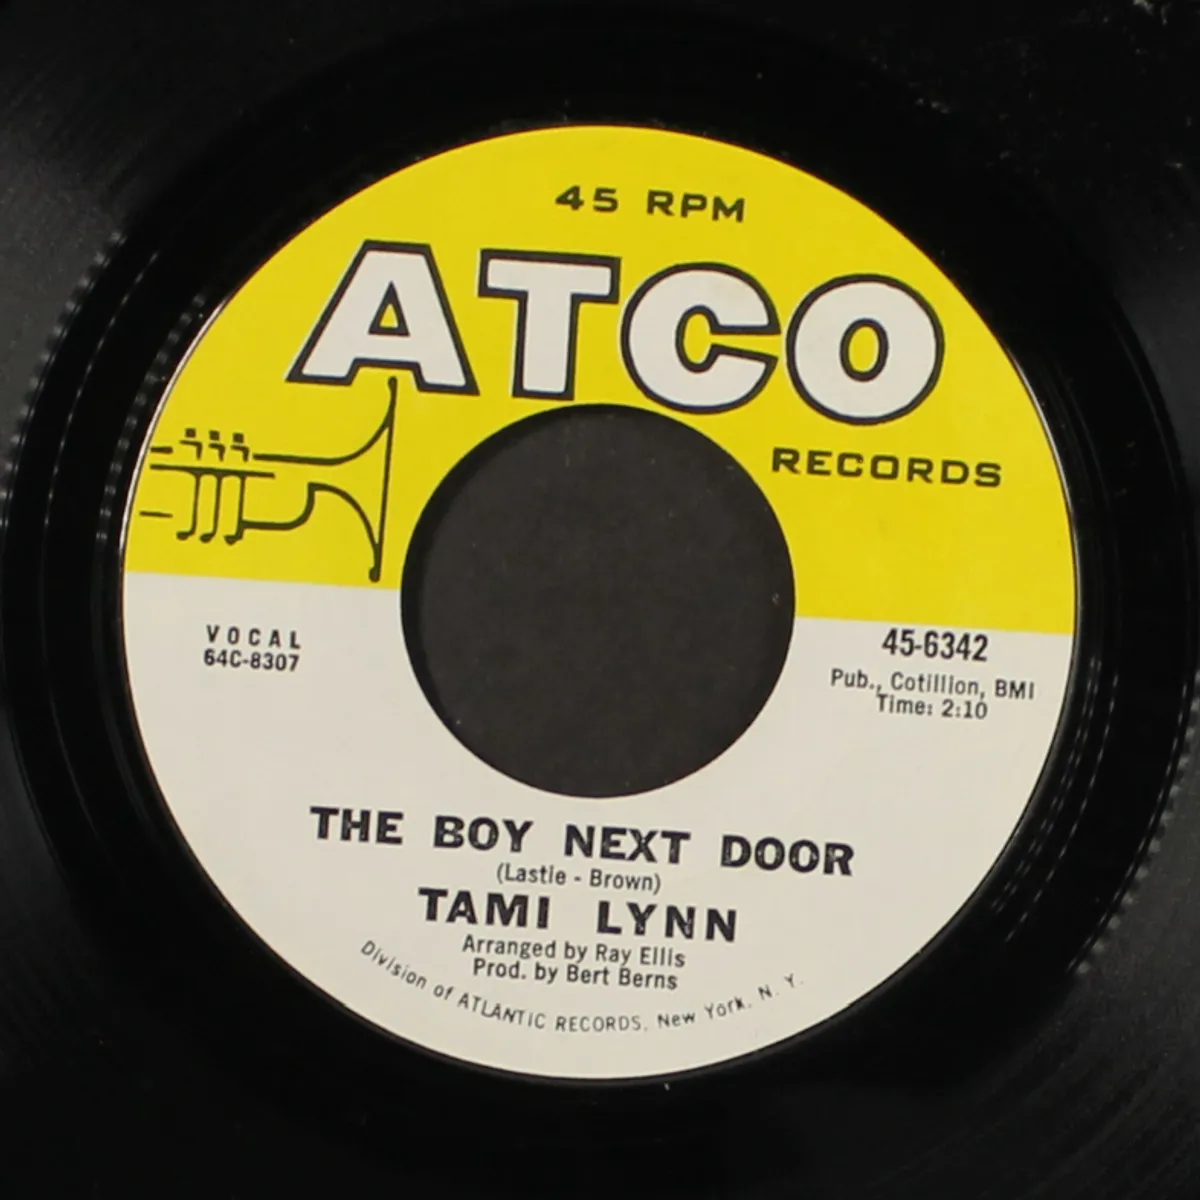 45 RPM
ATCO
RECORDS
VOCAL
64C-8307
45-6342
Pub., Cotillion, BMI
Time: 2:10
THE BOY NEXT DOOR
(Lastie - Brown)
TAMI LYNN
Arranged by Ray Ellis
Prod. by Bert Berns
Division of ATLANTIC RECORDS, New York, N. Y.